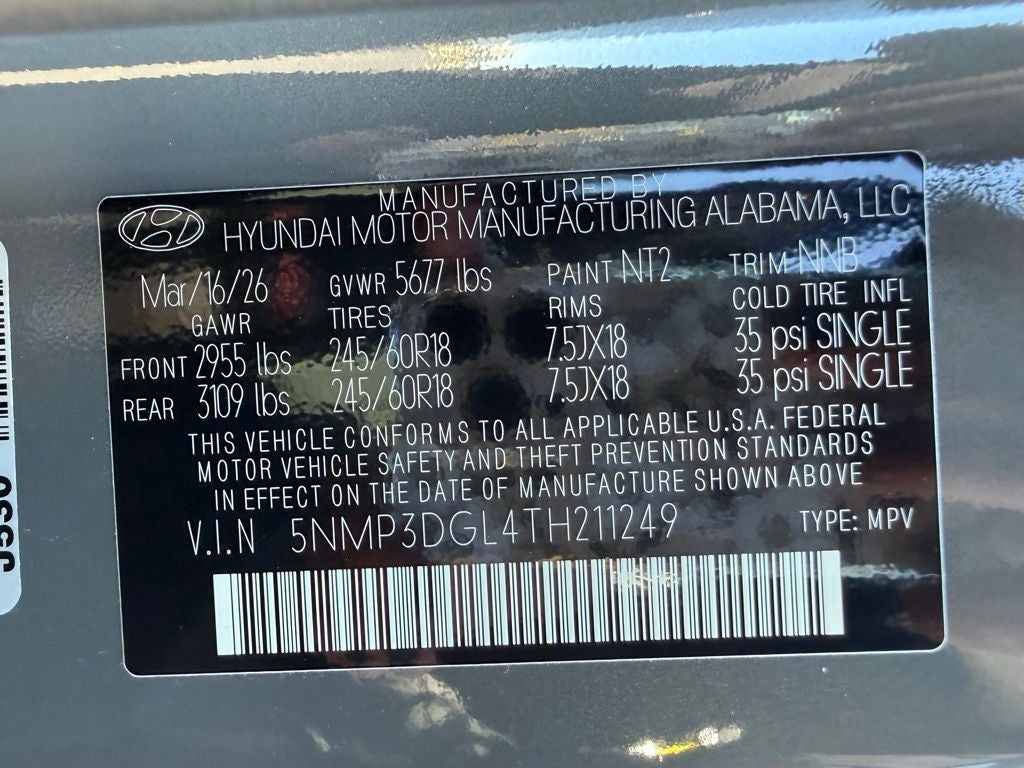 MANUFACTURED BY
HYUNDAI MOTOR MANUFACTURING ALABAMA, LLC
Mar/16/26 GVWR 5677 lbs PAINT NT2 TRIM NNB
GAWR TIRES RIMS COLD TIRE INFL
FRONT 2955 lbs 245/60R18 7.5JX18 35 psi SINGLE
REAR 3109 lbs 245/60R18 7.5JX18 35 psi SINGLE
THIS VEHICLE CONFORMS TO ALL APPLICABLE U.S.A. FEDERAL
MOTOR VEHICLE SAFETY AND THEFT PREVENTION STANDARDS
IN EFFECT ON THE DATE OF MANUFACTURE SHOWN ABOVE
V.I.N 5NMP3DGL4TH211249 TYPE: MPV